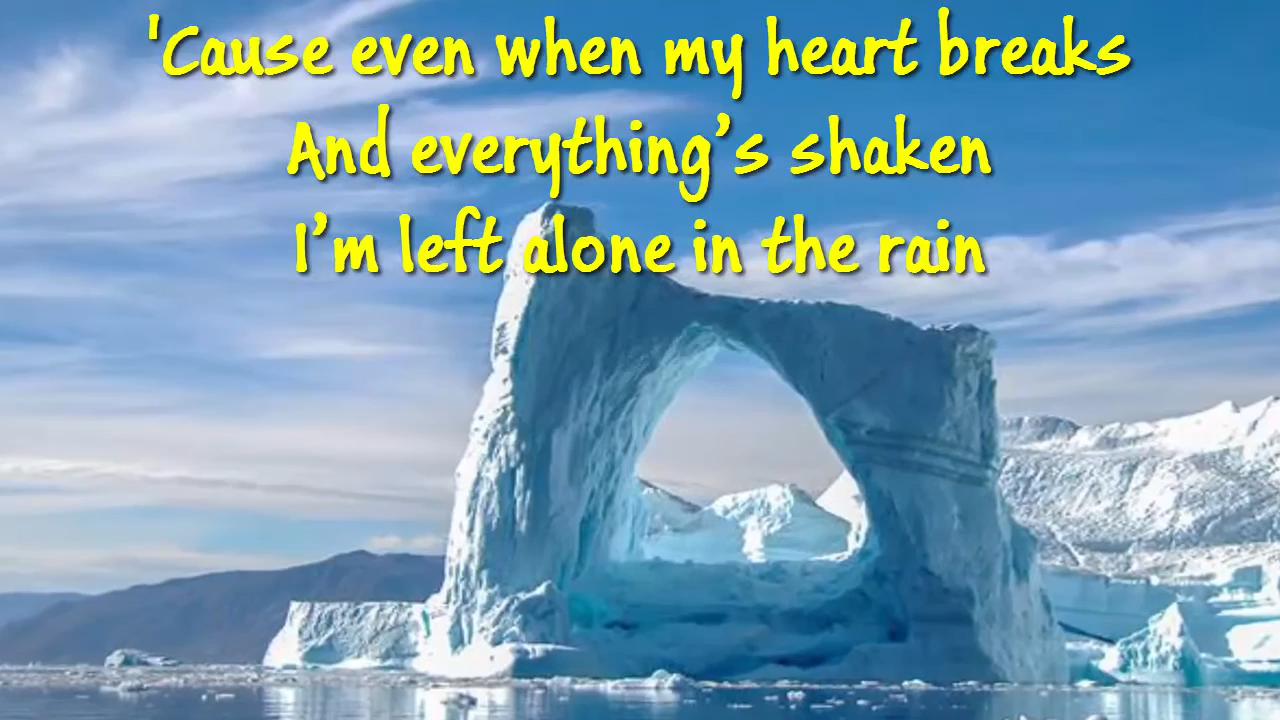 'Cause even when my heart breaks
And everything’s shaken
I’m left alone in the rain